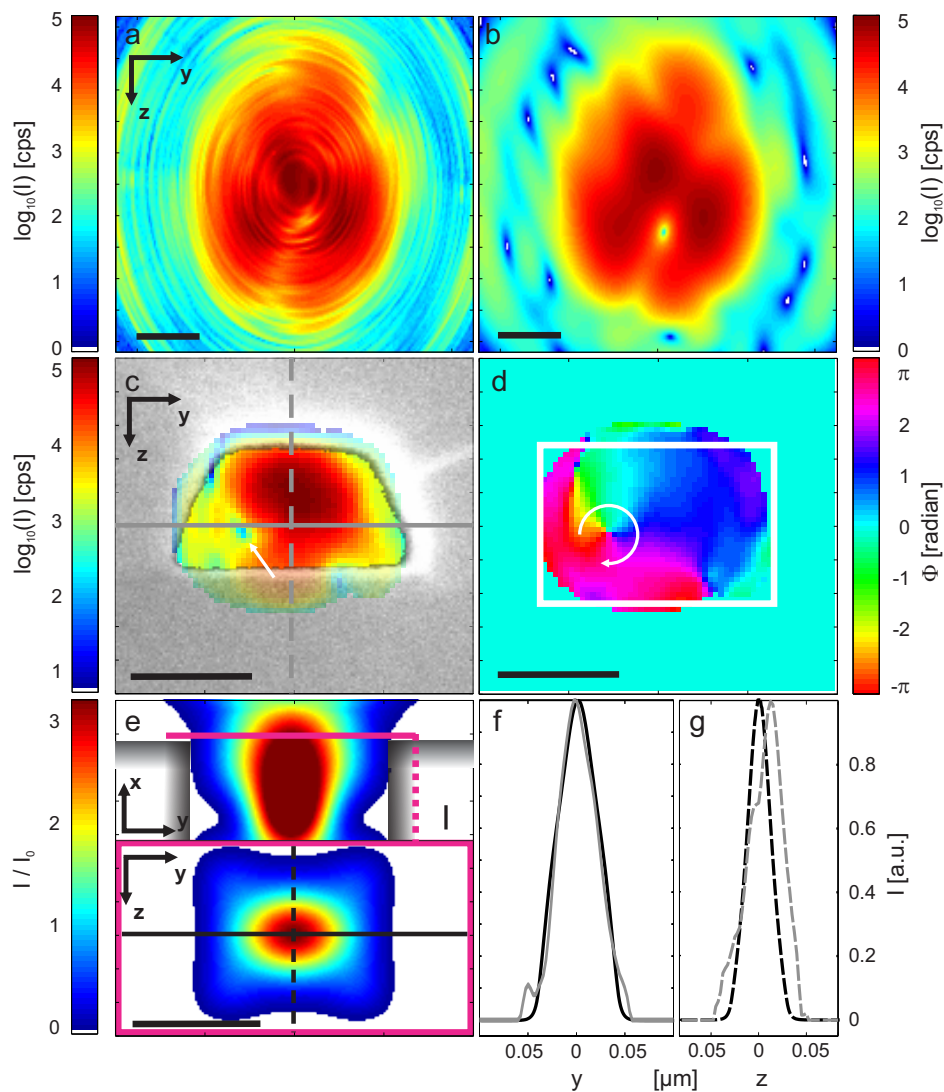 a
y
z
5
4
3
2
1
0
log₁₀(I) [cps]
b
5
4
3
2
1
0
log₁₀(I) [cps]
c
y
z
5
4
3
2
1
log₁₀(I) [cps]
d
π
2
1
0
-1
-2
-π
Φ [radian]
e
x
y
I
y
z
3
2
1
0
I / I₀
f
0.05
0
0.05
y
[µm]
g
0.05
0
0.05
z
0.8
0.6
0.4
0.2
0
I [a.u.]